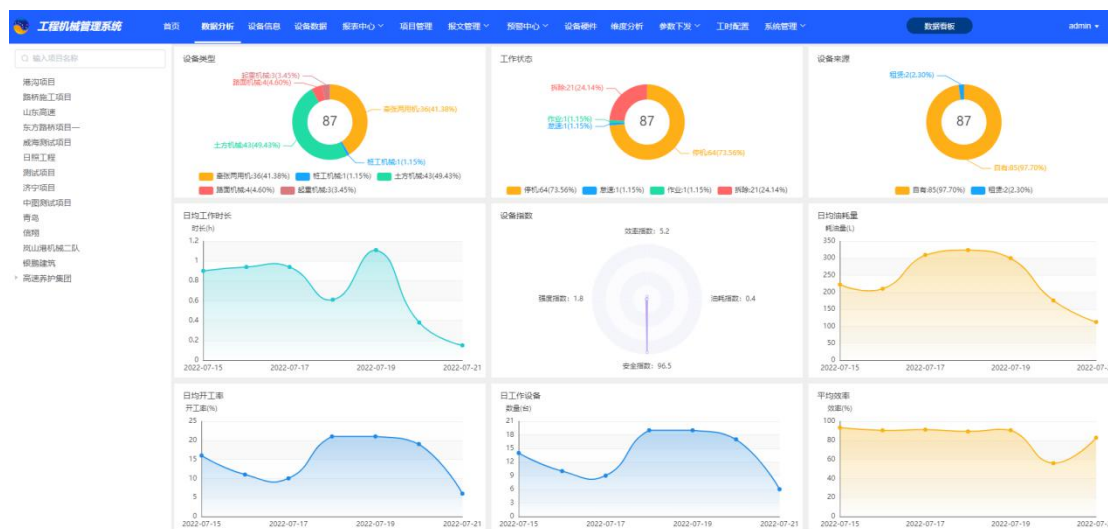 工程机械管理系统
首页 数据分析 设备信息 设备数据 报表中心 项目管理 报文管理 预警中心 设备硬件 维度分析 参数下发 工时配置 系统管理
数据看板
admin
输入项目名称
港沟项目
路桥施工项目
山东高速
东方路桥项目一
威海测试项目
日照工程
测试项目
济宁项目
中图测试项目
青岛
信翔
岚山港机械二队
银鹏建筑
高速养护集团
设备类型
起重机械:3(3.45%)
路面机械:4(4.60%)
牵张两用机:36(41.38%)
87
土方机械:43(49.43%)
桩工机械:1(1.15%)
牵张两用机:36(41.38%) 桩工机械:1(1.15%) 土方机械:43(49.43%)
路面机械:4(4.60%) 起重机械:3(3.45%)
工作状态
拆除:21(24.14%)
作业:1(1.15%)
怠速:1(1.15%)
87
停机:64(73.56%)
停机:64(73.56%) 怠速:1(1.15%) 作业:1(1.15%) 拆除:21(24.14%)
设备来源
租赁:2(2.30%)
87
自有:85(97.70%)
自有:85(97.70%) 租赁:2(2.30%)
日均工作时长
时长(h)
1.2
1
0.8
0.6
0.4
0.2
0
2022-07-15 2022-07-17 2022-07-19 2022-07-21
设备指数
效率指数：5.2
强度指数：1.8
油耗指数：0.4
安全指数：96.5
日均油耗量
耗油量(L)
350
300
250
200
150
100
50
0
2022-07-15 2022-07-17 2022-07-19 2022-07-2
日均开工率
开工率(%)
25
20
15
10
5
0
2022-07-15 2022-07-17 2022-07-19 2022-07-21
日工作设备
数量(台)
21
18
15
12
9
6
3
0
2022-07-15 2022-07-17 2022-07-19 2022-07-21
平均效率
效率(%)
100
80
60
40
20
0
2022-07-15 2022-07-17 2022-07-19 2022-07-2